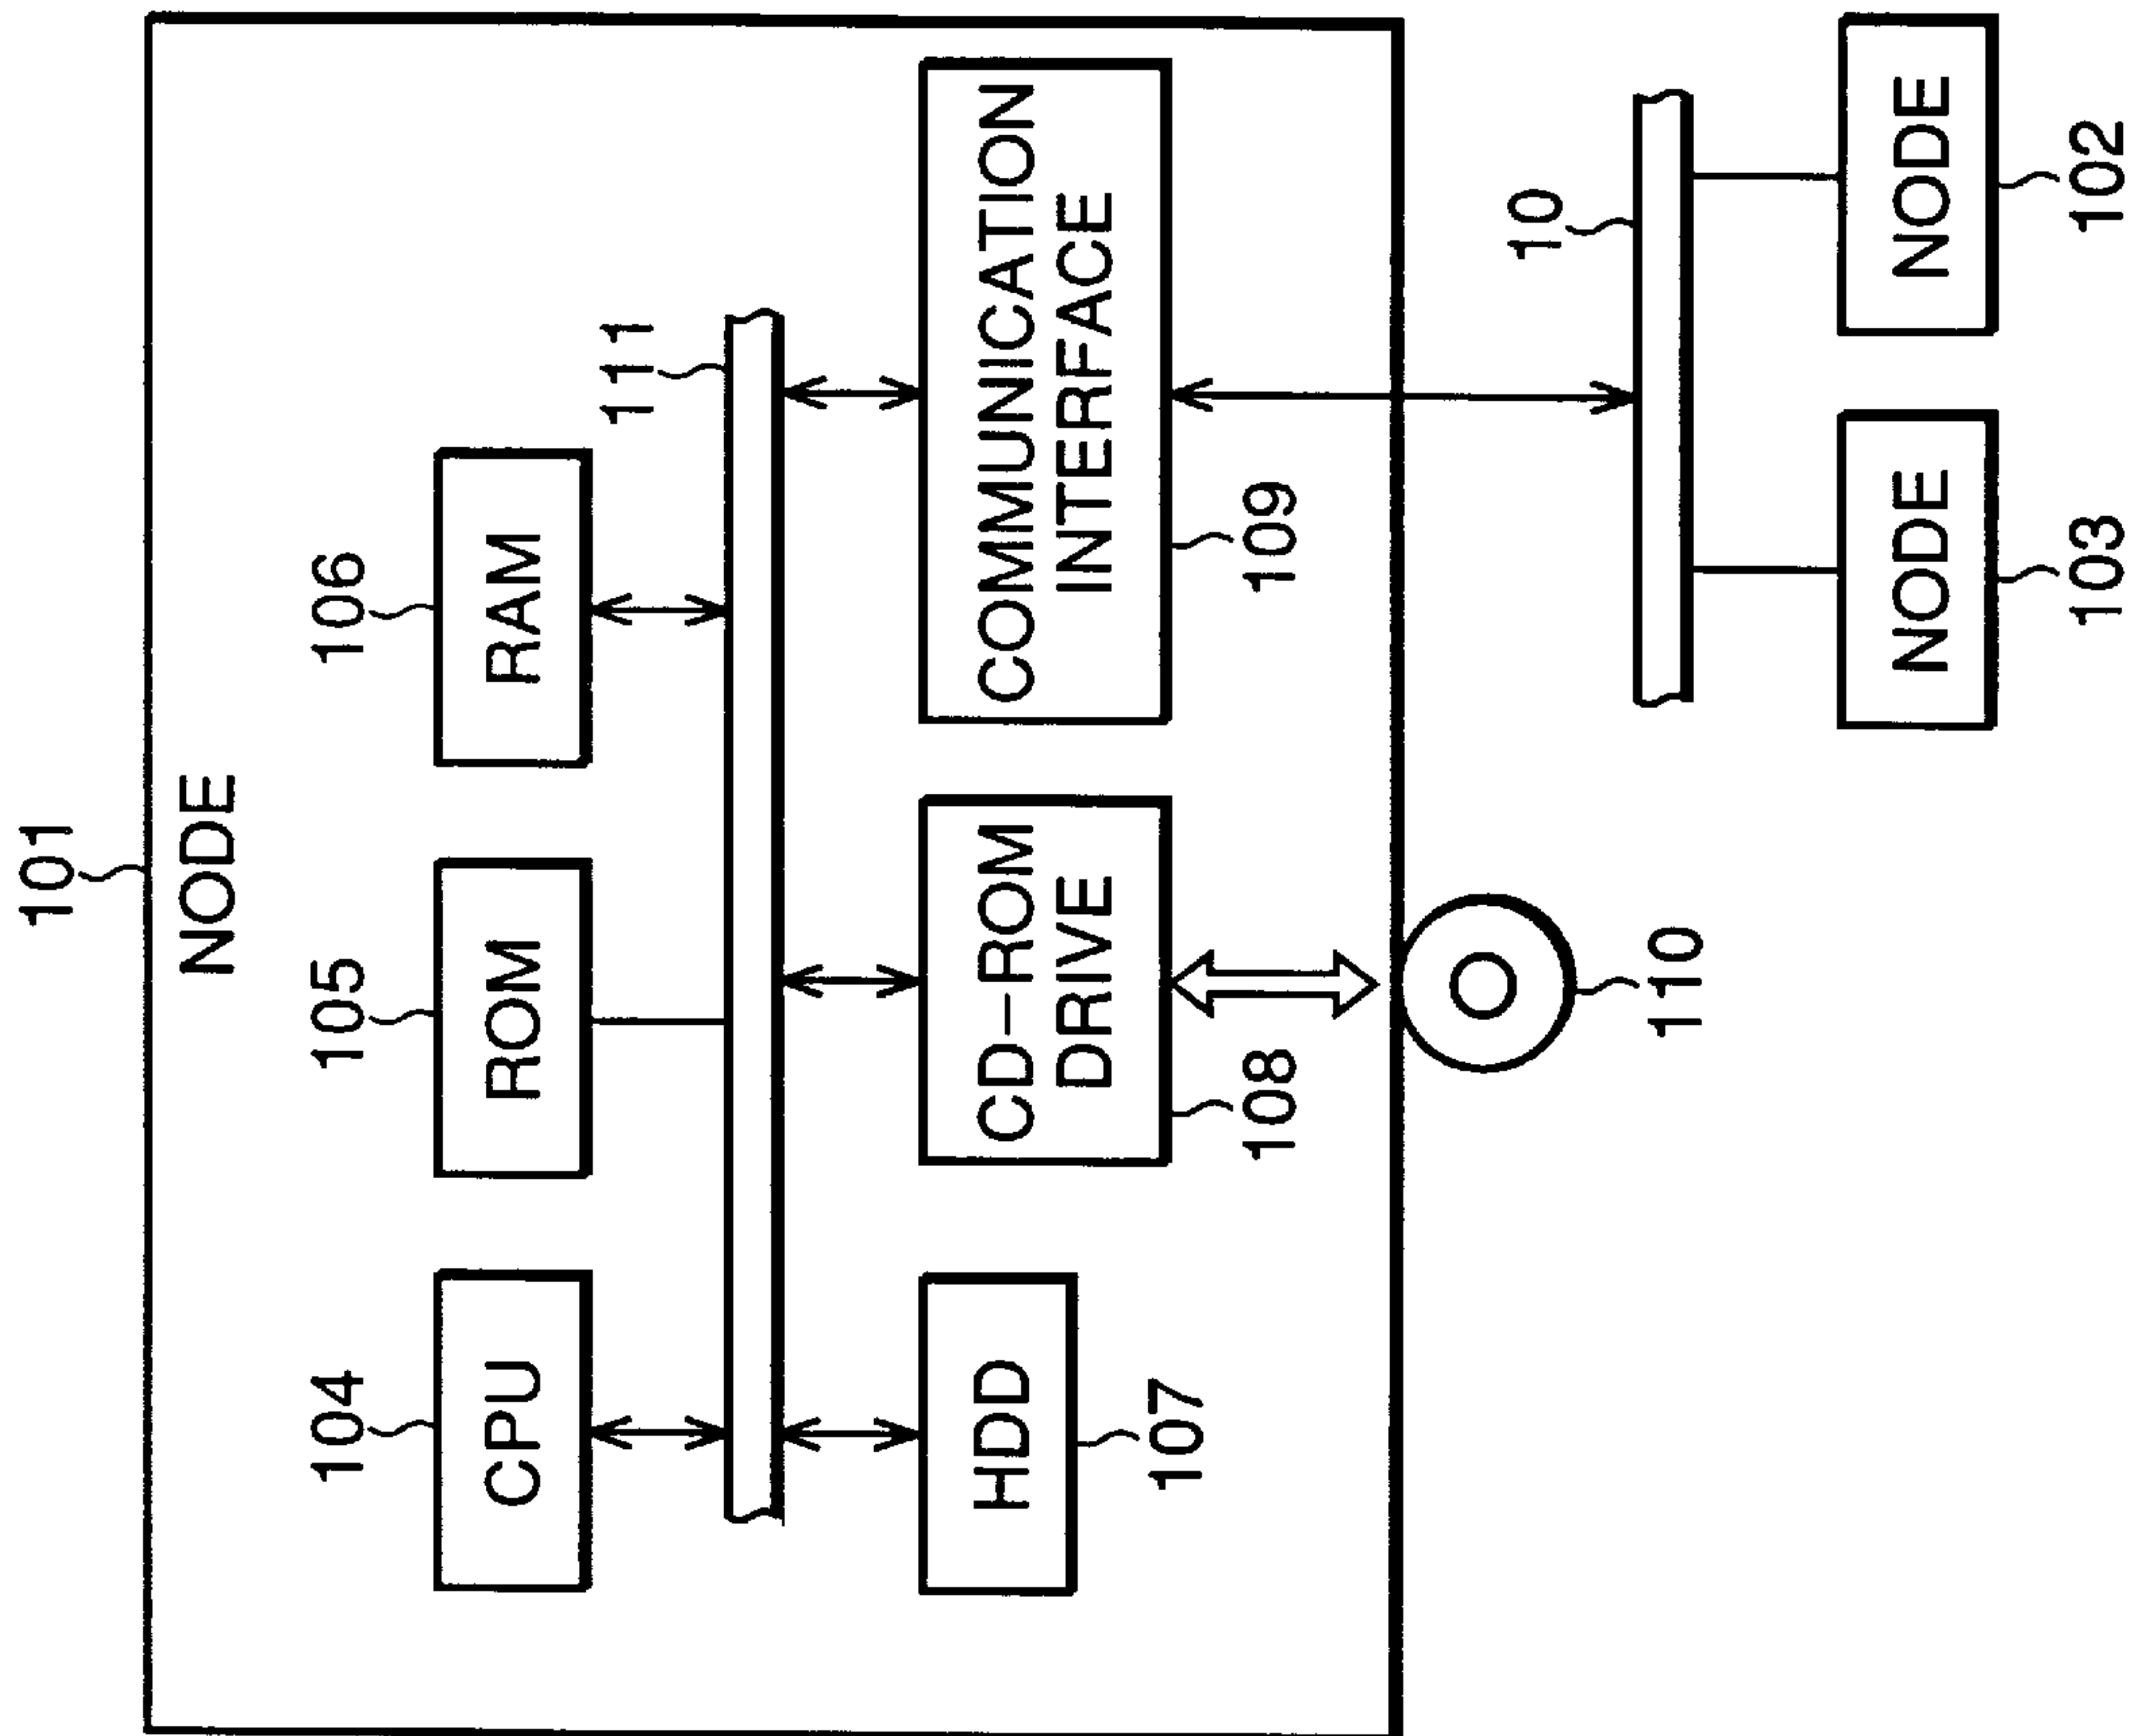 101
NODE
104
105
106
CPU
ROM
RAM
111
HDD
CD-ROM
DRIVE
COMMUNICATION
INTERFACE
107
108
109
10
110
NODE
NODE
103
102